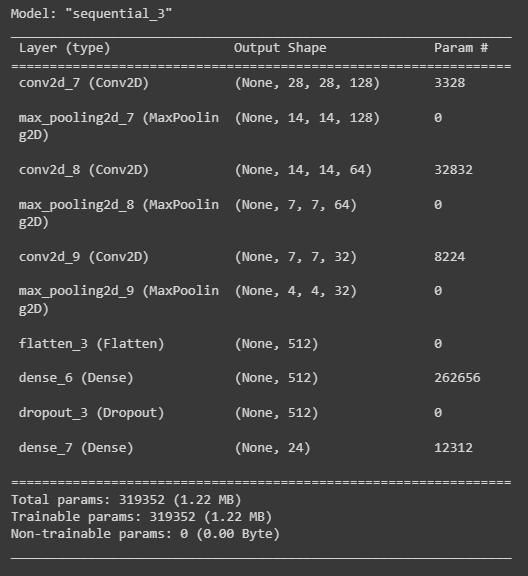 Model: "sequential_3"
_________________________________________________________________
Layer (type) Output Shape Param #
=================================================================
conv2d_7 (Conv2D) (None, 28, 28, 128) 3328
max_pooling2d_7 (MaxPoolin (None, 14, 14, 128) 0
g2D)
conv2d_8 (Conv2D) (None, 14, 14, 64) 32832
max_pooling2d_8 (MaxPoolin (None, 7, 7, 64) 0
g2D)
conv2d_9 (Conv2D) (None, 7, 7, 32) 8224
max_pooling2d_9 (MaxPoolin (None, 4, 4, 32) 0
g2D)
flatten_3 (Flatten) (None, 512) 0
dense_6 (Dense) (None, 512) 262656
dropout_3 (Dropout) (None, 512) 0
dense_7 (Dense) (None, 24) 12312
=================================================================
Total params: 319352 (1.22 MB)
Trainable params: 319352 (1.22 MB)
Non-trainable params: 0 (0.00 Byte)
_________________________________________________________________